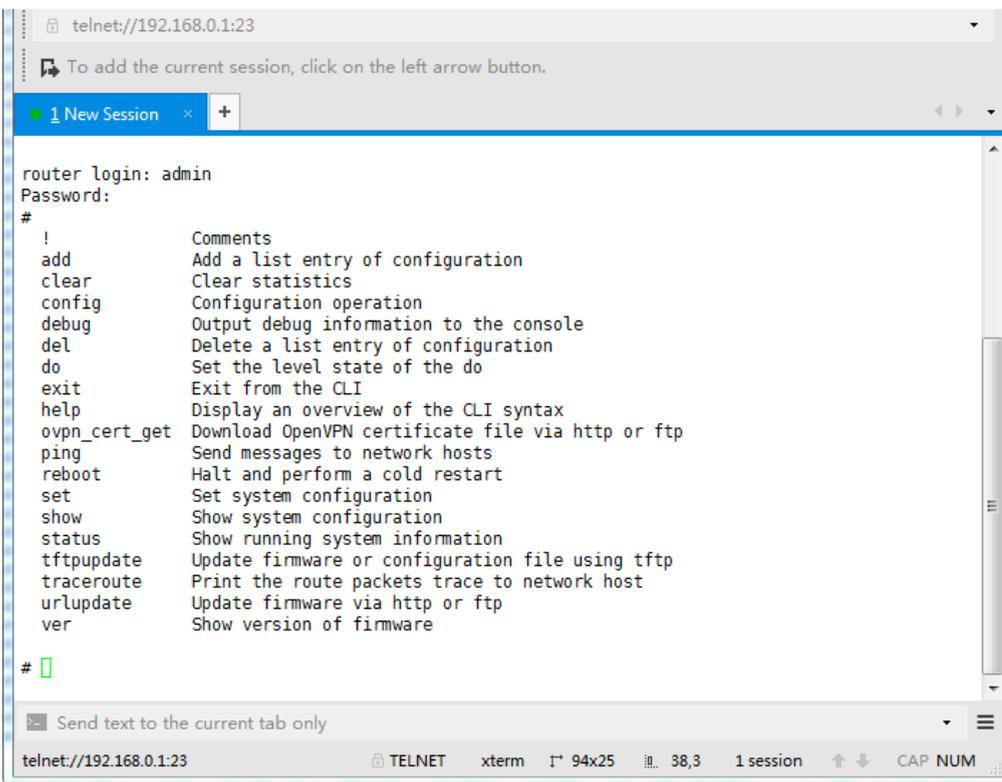 telnet://192.168.0.1:23
To add the current session, click on the left arrow button.
1 New Session × +
router login: admin
Password:
#
! Comments
add Add a list entry of configuration
clear Clear statistics
config Configuration operation
debug Output debug information to the console
del Delete a list entry of configuration
do Set the level state of the do
exit Exit from the CLI
help Display an overview of the CLI syntax
ovpn_cert_get Download OpenVPN certificate file via http or ftp
ping Send messages to network hosts
reboot Halt and perform a cold restart
set Set system configuration
show Show system configuration
status Show running system information
tftpupdate Update firmware or configuration file using tftp
traceroute Print the route packets trace to network host
urlupdate Update firmware via http or ftp
ver Show version of firmware
#
Send text to the current tab only
telnet://192.168.0.1:23 TELNET xterm 94x25 38,3 1 session CAP NUM